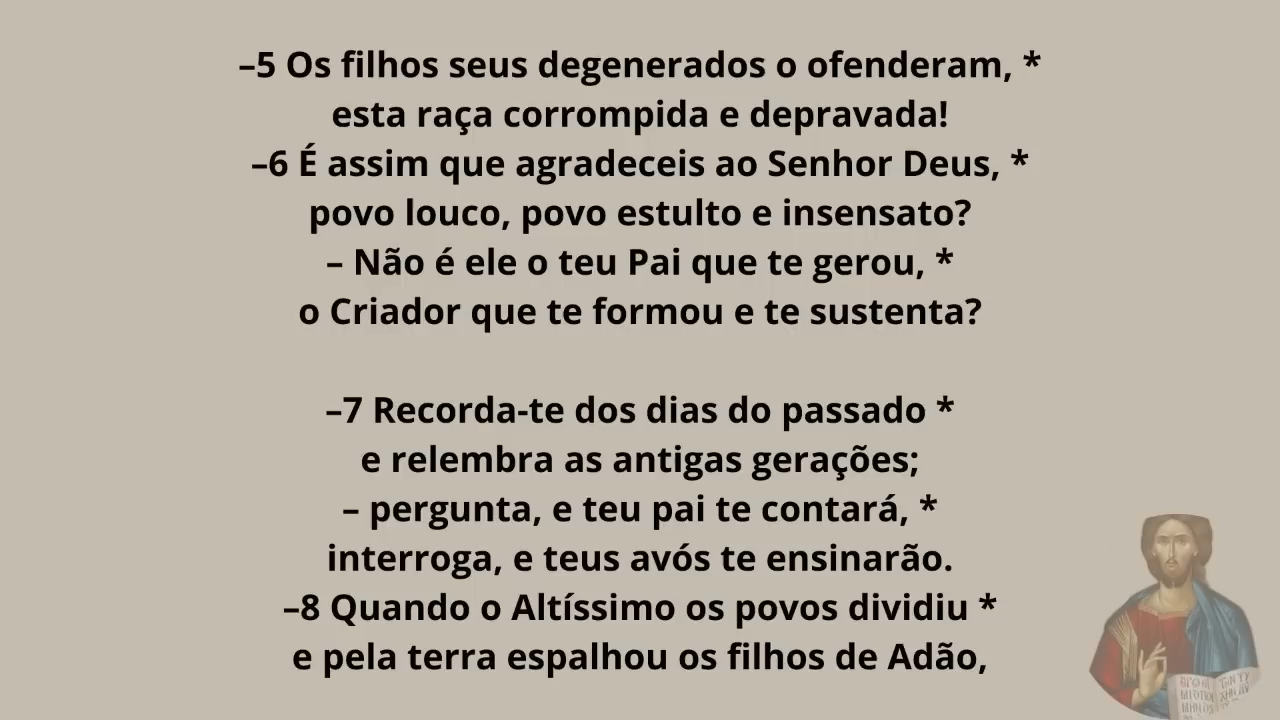 –5 Os filhos seus degenerados o ofenderam, *
esta raça corrompida e depravada!
–6 É assim que agradeceis ao Senhor Deus, *
povo louco, povo estulto e insensato?
– Não é ele o teu Pai que te gerou, *
o Criador que te formou e te sustenta?
–7 Recorda-te dos dias do passado *
e relembra as antigas gerações;
– pergunta, e teu pai te contará, *
interroga, e teus avós te ensinarão.
–8 Quando o Altíssimo os povos dividiu *
e pela terra espalhou os filhos de Adão,